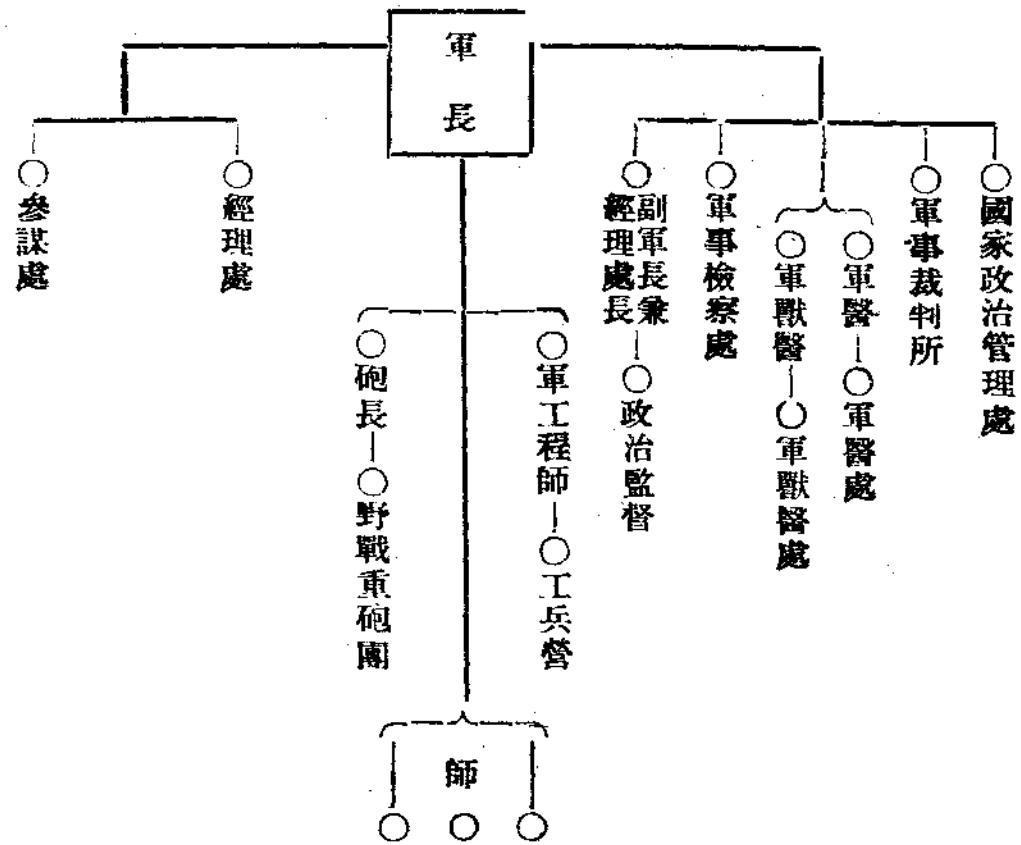 軍長
國家政治管理處
軍事裁判所
軍醫—○軍醫處
軍獸醫—○軍獸醫處
軍事檢察處
副軍長兼
經理處長—○政治監督
經理處
參謀處
軍工程師—○工兵營
砲長—○野戰重砲團
師